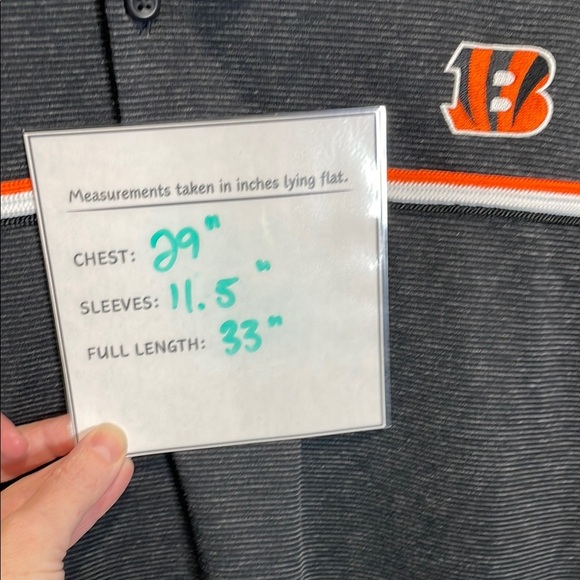 B
Measurements taken in inches lying flat.
CHEST: 29"
SLEEVES: 11.5"
FULL LENGTH: 33"